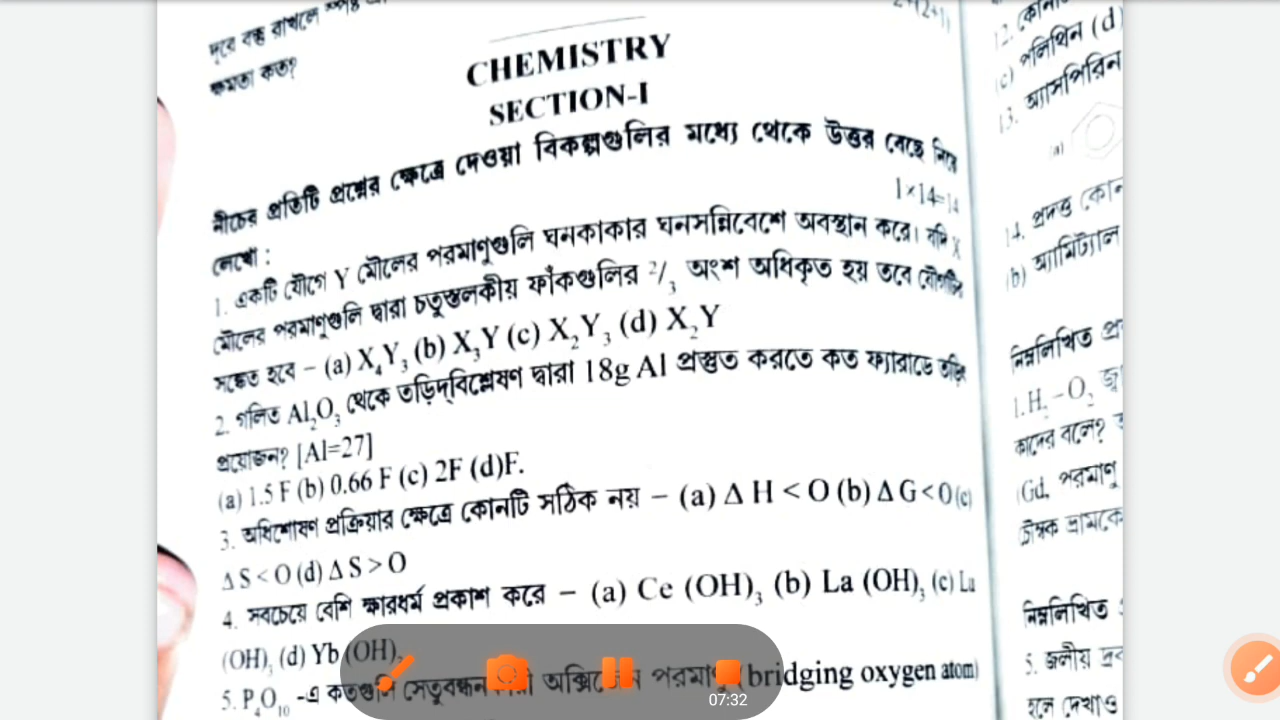 দূরে বস্তু রাখলে স্পষ্ট
ক্ষমতা কত?
CHEMISTRY
SECTION-I
নীচের প্রতিটি প্রশ্নের ক্ষেত্রে দেওয়া বিকল্পগুলির মধ্যে থেকে উত্তর বেছে নিয়ে
লেখো :
1×14=14
1. একটি যৌগে Y মৌলের পরমাণুগুলি ঘনকাকার ঘনসন্নিবেশে অবস্থান করে। যদি X
মৌলের পরমাণুগুলি দ্বারা চতুস্তলকীয় ফাঁকগুলির ²/₃ অংশ অধিকৃত হয় তবে যৌগটির
সঙ্কেত হবে – (a) X₄Y₃ (b) X₃Y (c) X₂Y₃ (d) X₂Y
2. গলিত Al₂O₃ থেকে তড়িদ্‌বিশ্লেষণ দ্বারা 18g Al প্রস্তুত করতে কত ফ্যারাডে তড়িৎ
প্রয়োজন? [Al=27]
(a) 1.5 F (b) 0.66 F (c) 2F (d)F.
3. অধিশোষণ প্রক্রিয়ার ক্ষেত্রে কোনটি সঠিক নয় – (a) Δ H < O (b) Δ G < O (c)
Δ S < O (d) Δ S > O
4. সবচেয়ে বেশি ক্ষারধর্ম প্রকাশ করে – (a) Ce (OH)₃ (b) La (OH)₃ (c) Lu
(OH)₃ (d) Yb (OH)₃
5. P₄O₁₀ -এ কতগুলি সেতুবন্ধন অক্সিজেন পরমাণু (bridging oxygen atom)
12. কোন
(c) পলিথিন (d)
13. অ্যাসপিরিন
(a)
14. প্রদত্ত কোন
(b) অ্যামিট্যাল
নিম্নলিখিত প্র
1. H₂ – O₂ জ্বা
কাদের বলে?
(Gd, পরমাণু
চৌম্বক ভ্রামকে
নিম্নলিখিত
5. জলীয় দ্রব
হলে দেখাও
07:32